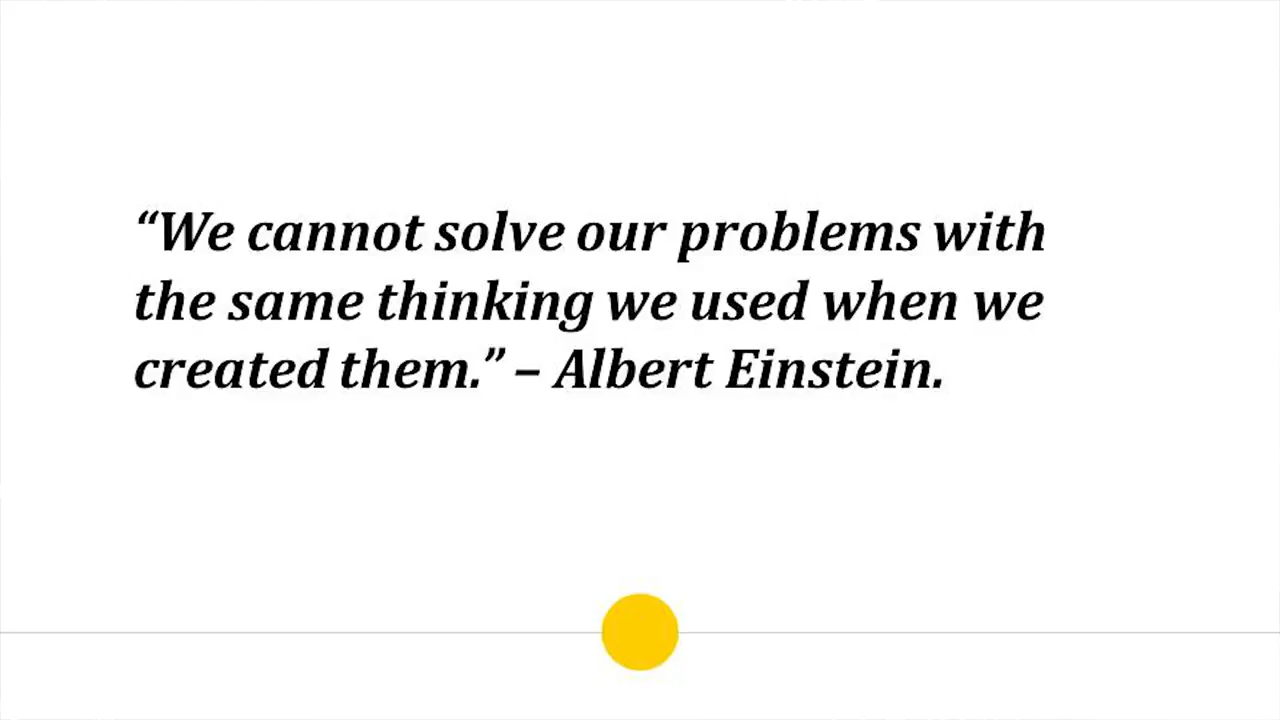 “We cannot solve our problems with
the same thinking we used when we
created them.” – Albert Einstein.